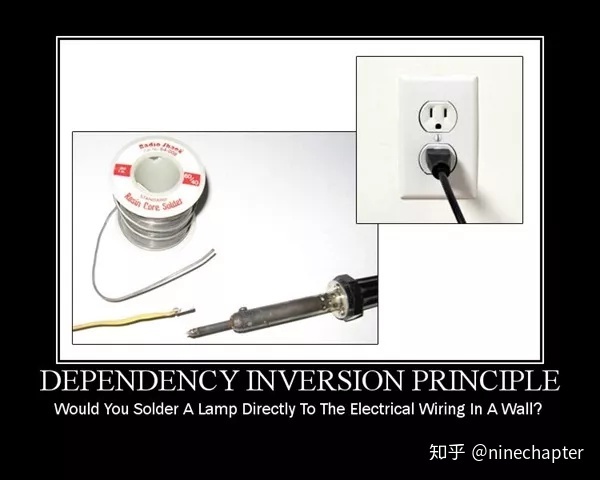 Radio Shack
60/40
STANDARD
Rosin Core Solder
DEPENDENCY INVERSION PRINCIPLE
Would You Solder A Lamp Directly To The Electrical Wiring In A Wall?
知乎 @ninechapter